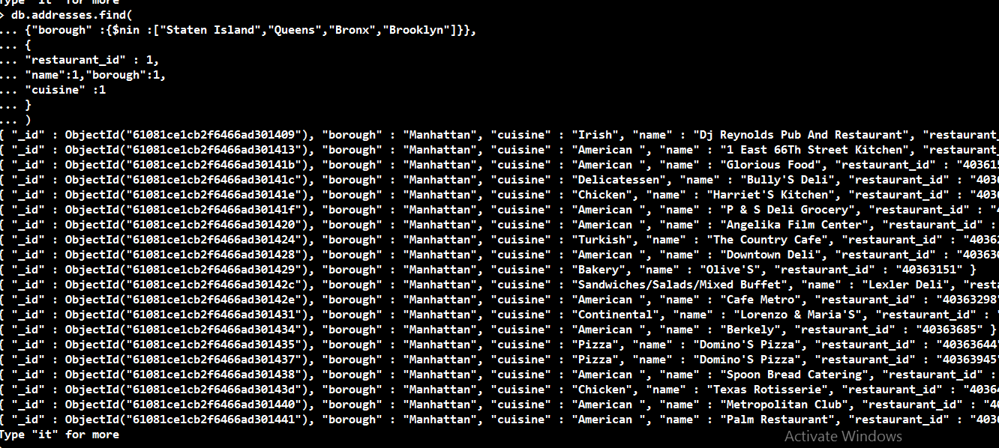 Type "it" for more
> db.addresses.find(
... {"borough" :{$nin :["Staten Island","Queens","Bronx","Brooklyn"]}},
... {
... "restaurant_id" : 1,
... "name":1,"borough":1,
... "cuisine" :1
... }
... )
{ "_id" : ObjectId("61081ce1cb2f6466ad301409"), "borough" : "Manhattan", "cuisine" : "Irish", "name" : "Dj Reynolds Pub And Restaurant", "restaurant_
{ "_id" : ObjectId("61081ce1cb2f6466ad301413"), "borough" : "Manhattan", "cuisine" : "American ", "name" : "1 East 66Th Street Kitchen", "restaurant_
{ "_id" : ObjectId("61081ce1cb2f6466ad30141b"), "borough" : "Manhattan", "cuisine" : "American ", "name" : "Glorious Food", "restaurant_id" : "403615
{ "_id" : ObjectId("61081ce1cb2f6466ad30141c"), "borough" : "Manhattan", "cuisine" : "Delicatessen", "name" : "Bully'S Deli", "restaurant_id" : "403
{ "_id" : ObjectId("61081ce1cb2f6466ad30141e"), "borough" : "Manhattan", "cuisine" : "Chicken", "name" : "Harriet'S Kitchen", "restaurant_id" : "403
{ "_id" : ObjectId("61081ce1cb2f6466ad30141f"), "borough" : "Manhattan", "cuisine" : "American ", "name" : "P & S Deli Grocery", "restaurant_id" : "4
{ "_id" : ObjectId("61081ce1cb2f6466ad301420"), "borough" : "Manhattan", "cuisine" : "American ", "name" : "Angelika Film Center", "restaurant_id" :
{ "_id" : ObjectId("61081ce1cb2f6466ad301424"), "borough" : "Manhattan", "cuisine" : "Turkish", "name" : "The Country Cafe", "restaurant_id" : "40362
{ "_id" : ObjectId("61081ce1cb2f6466ad301428"), "borough" : "Manhattan", "cuisine" : "American ", "name" : "Downtown Deli", "restaurant_id" : "403630
{ "_id" : ObjectId("61081ce1cb2f6466ad301429"), "borough" : "Manhattan", "cuisine" : "Bakery", "name" : "Olive'S", "restaurant_id" : "40363151" }
{ "_id" : ObjectId("61081ce1cb2f6466ad30142c"), "borough" : "Manhattan", "cuisine" : "Sandwiches/Salads/Mixed Buffet", "name" : "Lexler Deli", "resta
{ "_id" : ObjectId("61081ce1cb2f6466ad30142e"), "borough" : "Manhattan", "cuisine" : "American ", "name" : "Cafe Metro", "restaurant_id" : "40363298"
{ "_id" : ObjectId("61081ce1cb2f6466ad301431"), "borough" : "Manhattan", "cuisine" : "Continental", "name" : "Lorenzo & Maria'S", "restaurant_id" : "
{ "_id" : ObjectId("61081ce1cb2f6466ad301434"), "borough" : "Manhattan", "cuisine" : "American ", "name" : "Berkely", "restaurant_id" : "40363685" }
{ "_id" : ObjectId("61081ce1cb2f6466ad301435"), "borough" : "Manhattan", "cuisine" : "Pizza", "name" : "Domino'S Pizza", "restaurant_id" : "40363644"
{ "_id" : ObjectId("61081ce1cb2f6466ad301437"), "borough" : "Manhattan", "cuisine" : "Pizza", "name" : "Domino'S Pizza", "restaurant_id" : "40363945"
{ "_id" : ObjectId("61081ce1cb2f6466ad301438"), "borough" : "Manhattan", "cuisine" : "American ", "name" : "Spoon Bread Catering", "restaurant_id" :
{ "_id" : ObjectId("61081ce1cb2f6466ad30143d"), "borough" : "Manhattan", "cuisine" : "Chicken", "name" : "Texas Rotisserie", "restaurant_id" : "4036
{ "_id" : ObjectId("61081ce1cb2f6466ad301440"), "borough" : "Manhattan", "cuisine" : "American ", "name" : "Metropolitan Club", "restaurant_id" : "40
{ "_id" : ObjectId("61081ce1cb2f6466ad301441"), "borough" : "Manhattan", "cuisine" : "American ", "name" : "Palm Restaurant", "restaurant_id" : "4036
Type "it" for more
Activate Windows